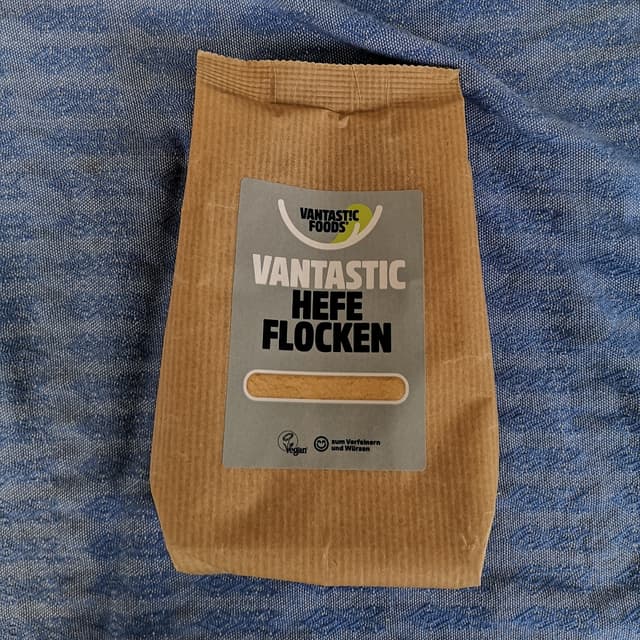 VANTASTIC
FOODS
VANTASTIC
HEFE
FLOCKEN
Vegan
zum Verfeinern
und Würzen